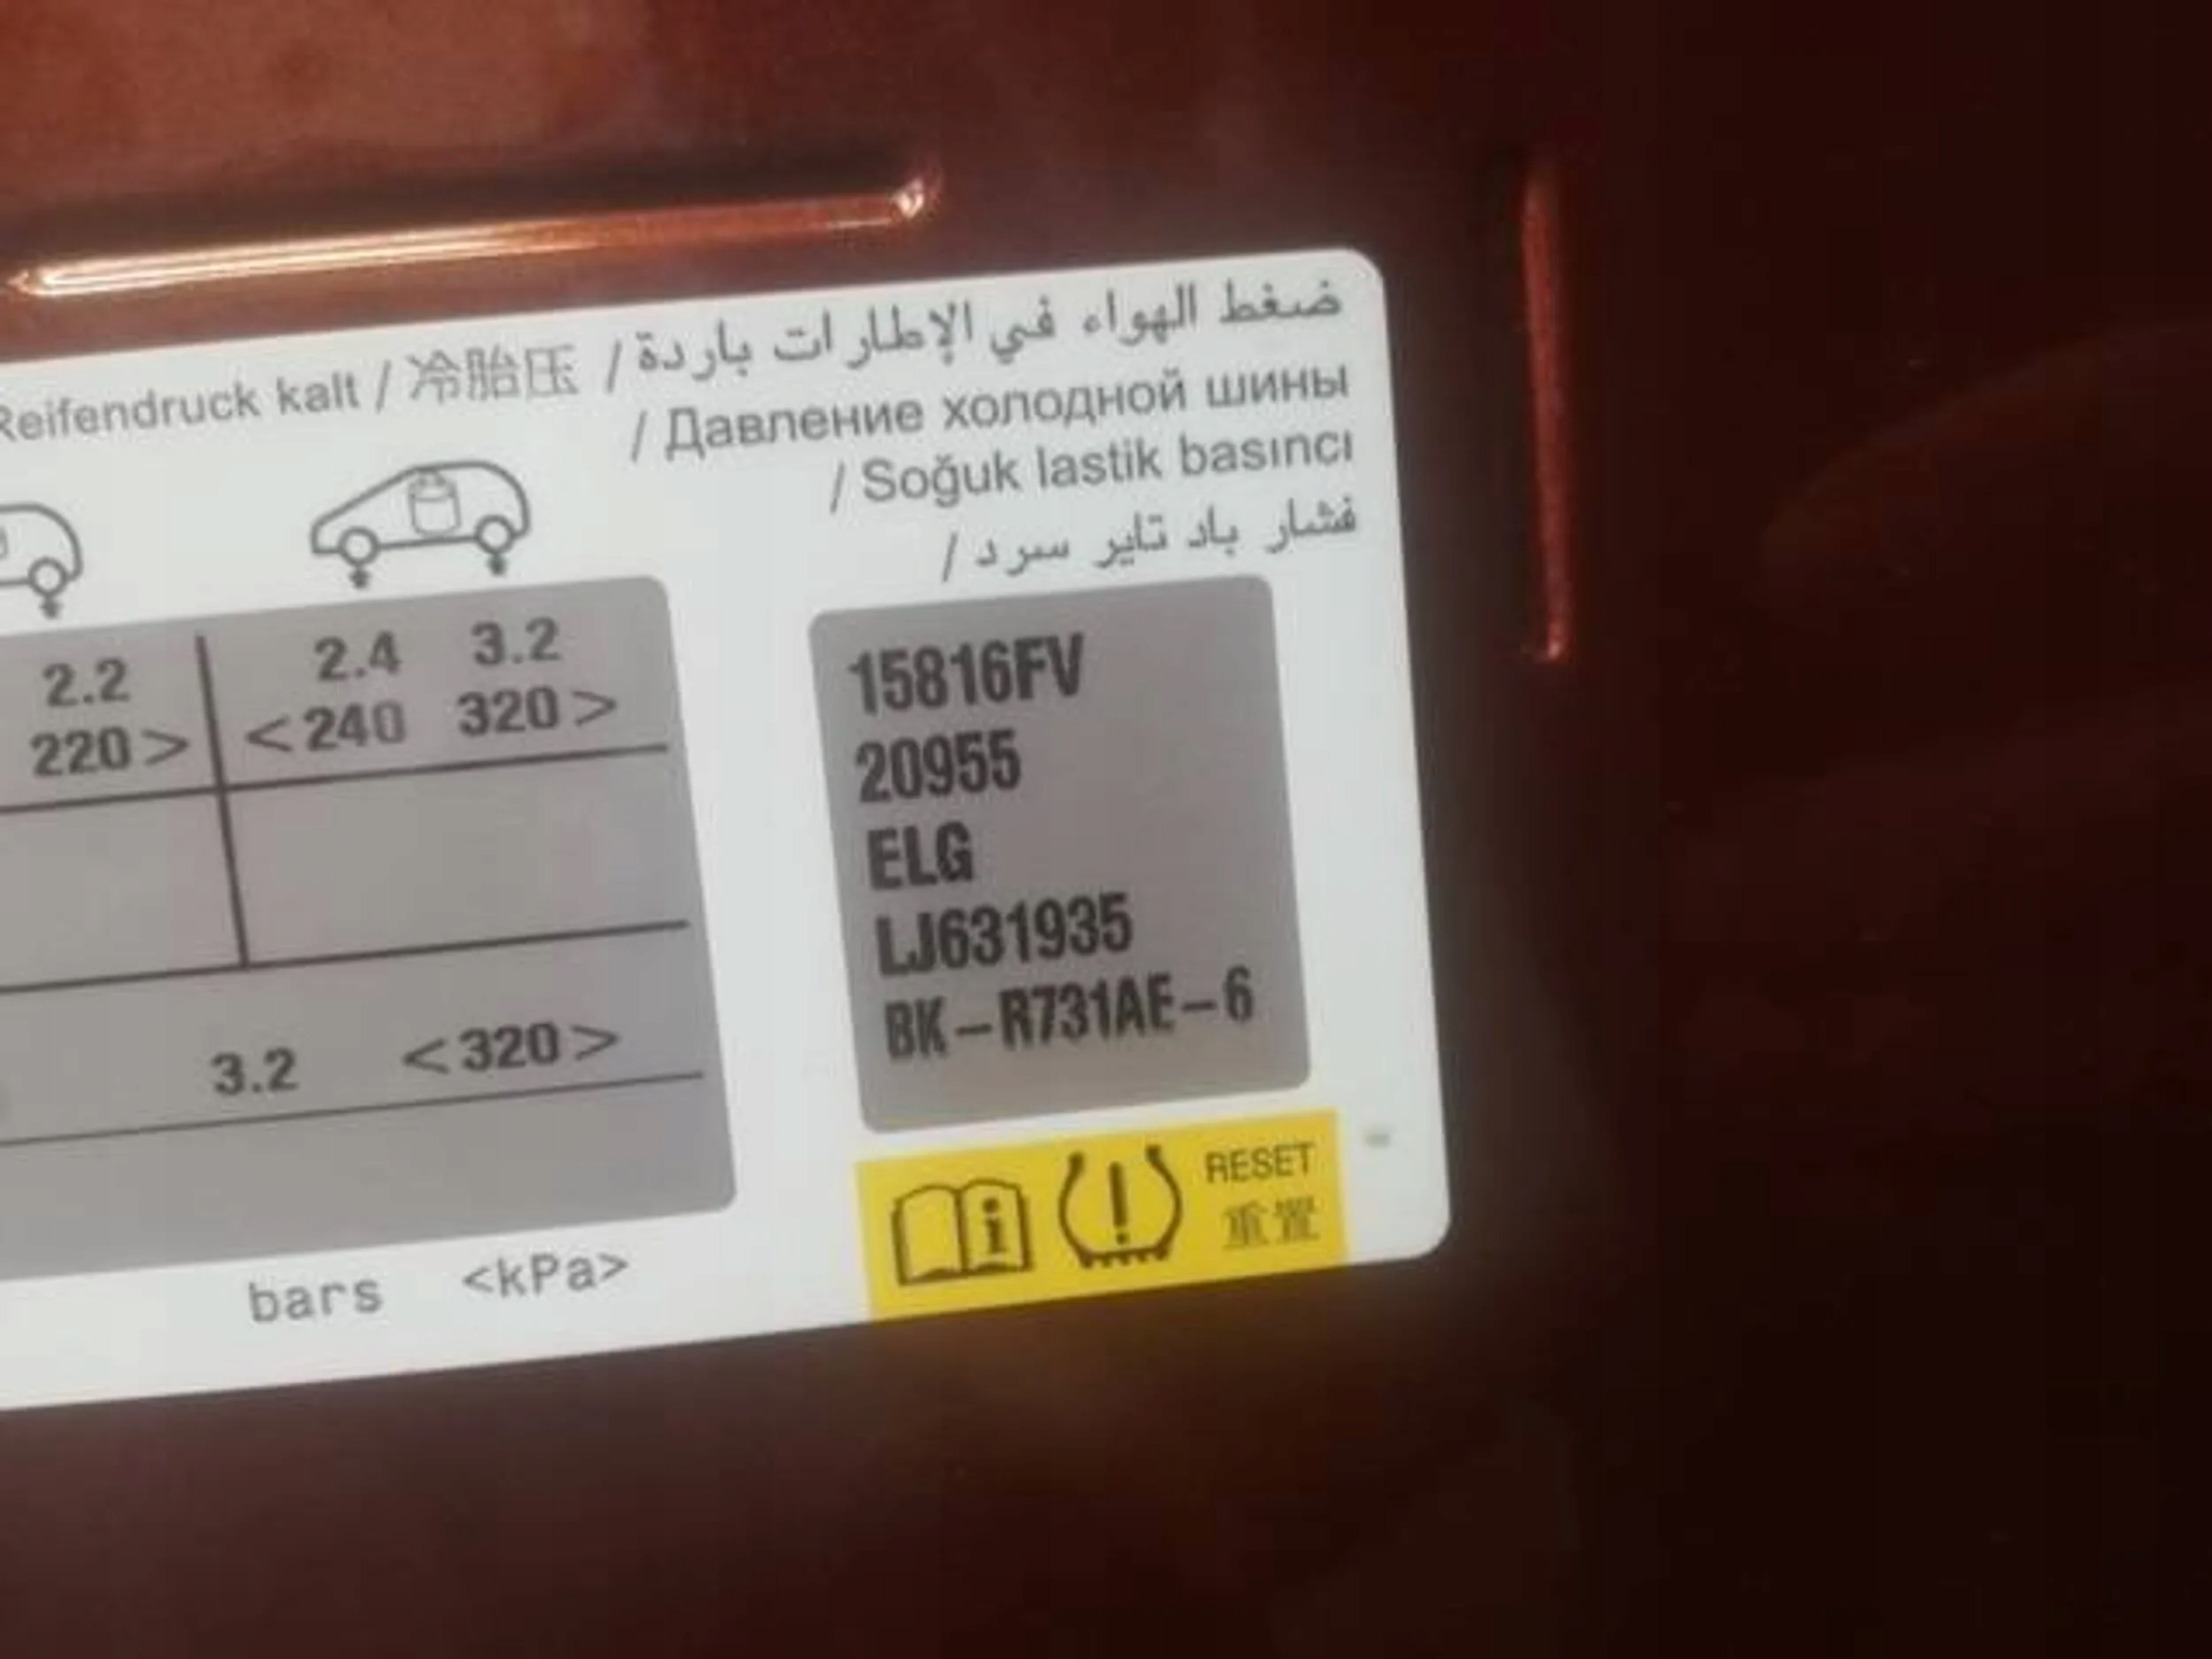 Reifendruck kalt / 冷胎压 / ضغط الهواء في الإطارات باردة
/ Давление холодной шины
/ Soğuk lastik basıncı
/ فشار باد تایر سرد
2.2
220>
2.4 3.2
<240 320>
3.2 <320>
bars <kPa>
15816FV
20955
ELG
LJ631935
BK-R731AE-6
RESET
重置